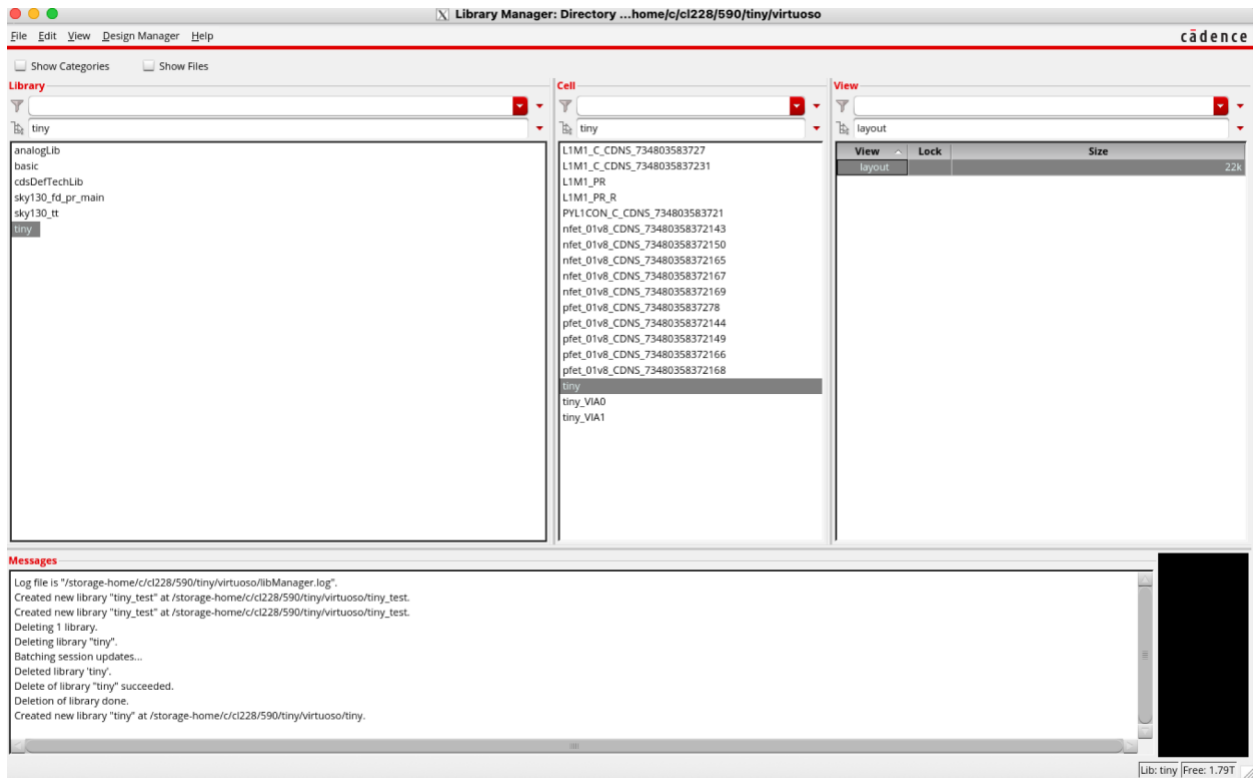 Library Manager: Directory ...home/c/cl228/590/tiny/virtuoso
File Edit View Design Manager Help
cādence
Show Categories Show Files
Library
tiny
analogLib
basic
cdsDefTechLib
sky130_fd_pr_main
sky130_tt
tiny
Cell
tiny
L1M1_C_CDNS_734803583727
L1M1_C_CDNS_7348035837231
L1M1_PR
L1M1_PR_R
PYL1CON_C_CDNS_734803583721
nfet_01v8_CDNS_73480358372143
nfet_01v8_CDNS_73480358372150
nfet_01v8_CDNS_73480358372165
nfet_01v8_CDNS_73480358372167
nfet_01v8_CDNS_73480358372169
pfet_01v8_CDNS_7348035837278
pfet_01v8_CDNS_73480358372144
pfet_01v8_CDNS_73480358372149
pfet_01v8_CDNS_73480358372166
pfet_01v8_CDNS_73480358372168
tiny
tiny_VIA0
tiny_VIA1
View
layout
View Lock Size
layout 22k
Messages
Log file is "/storage-home/c/cl228/590/tiny/virtuoso/libManager.log".
Created new library "tiny_test" at /storage-home/c/cl228/590/tiny/virtuoso/tiny_test.
Created new library "tiny_test" at /storage-home/c/cl228/590/tiny/virtuoso/tiny_test.
Deleting 1 library.
Deleting library "tiny".
Batching session updates...
Deleted library 'tiny'.
Delete of library "tiny" succeeded.
Deletion of library done.
Created new library "tiny" at /storage-home/c/cl228/590/tiny/virtuoso/tiny.
Lib: tiny Free: 1.79T